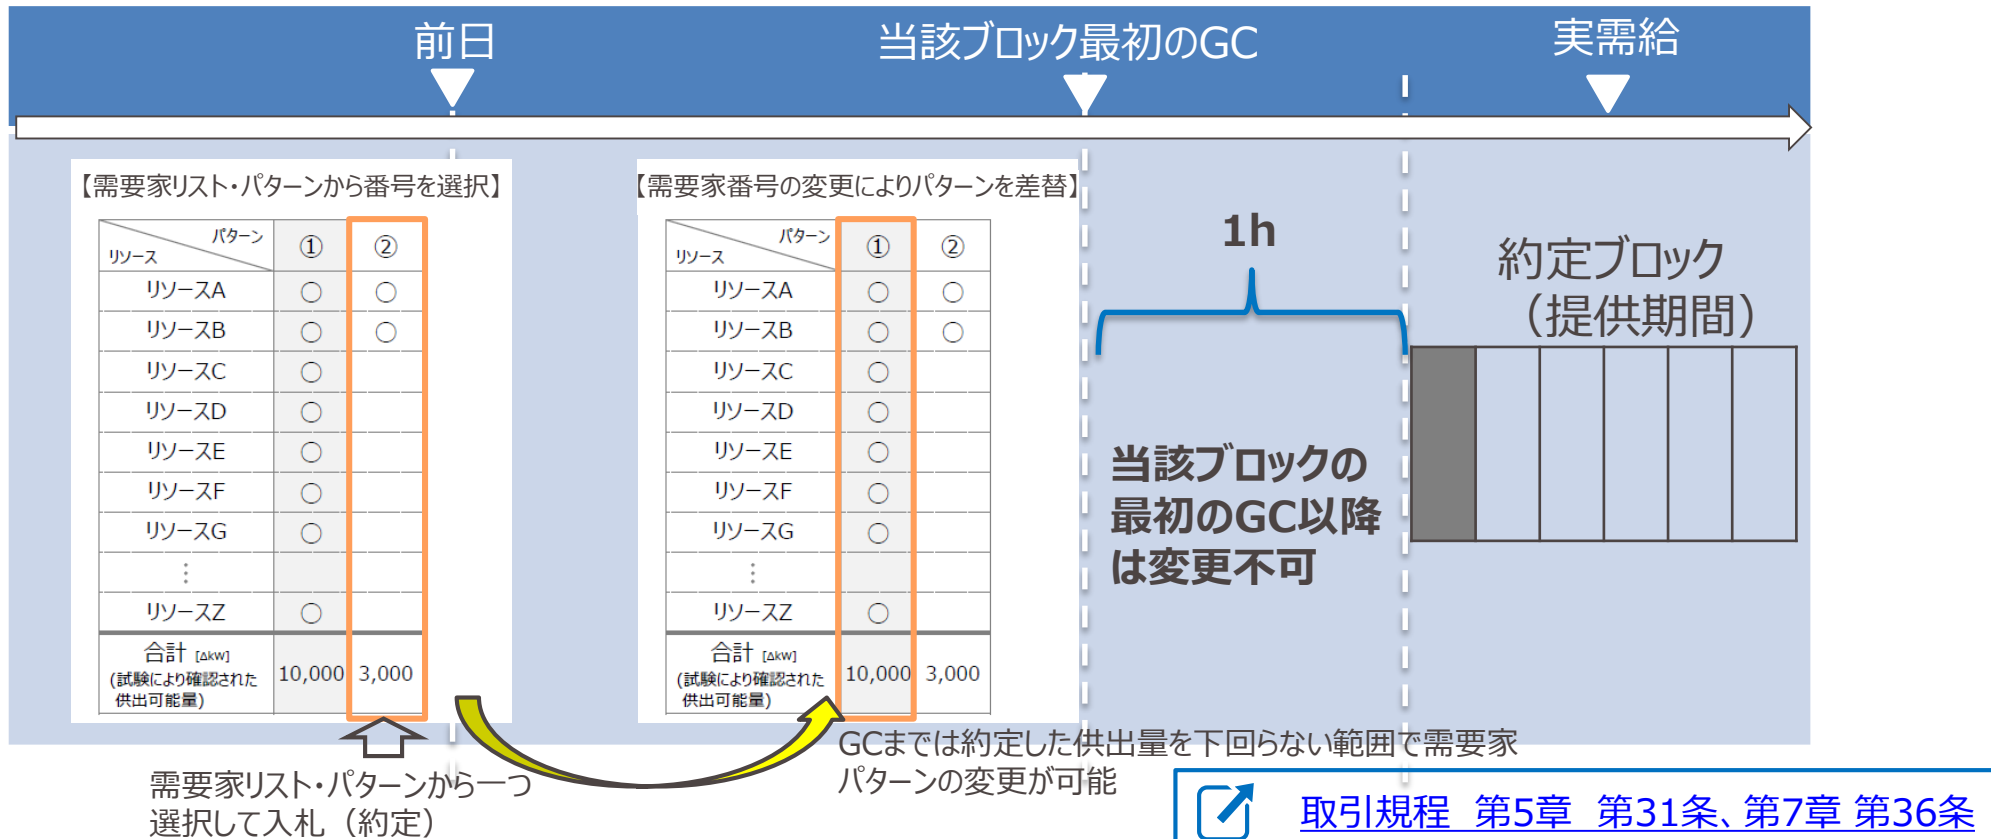 前日
当該ブロック最初のGC
実需給
【需要家リスト・パターンから番号を選択】
パターン
リソース
① ②
リソースA ○ ○
リソースB ○ ○
リソースC ○
リソースD ○
リソースE ○
リソースF ○
リソースG ○
⋮
リソースZ ○
合計 [ΔkW]
(試験により確認された
供出可能量)
10,000 3,000
【需要家番号の変更によりパターンを差替】
パターン
リソース
① ②
リソースA ○ ○
リソースB ○ ○
リソースC ○
リソースD ○
リソースE ○
リソースF ○
リソースG ○
⋮
リソースZ ○
合計 [ΔkW]
(試験により確認された
供出可能量)
10,000 3,000
1h
当該ブロックの
最初のGC以降
は変更不可
約定ブロック
（提供期間）
需要家リスト・パターンから一つ
選択して入札（約定）
GCまでは約定した供出量を下回らない範囲で需要家
パターンの変更が可能
取引規程 第5章 第31条、第7章 第36条